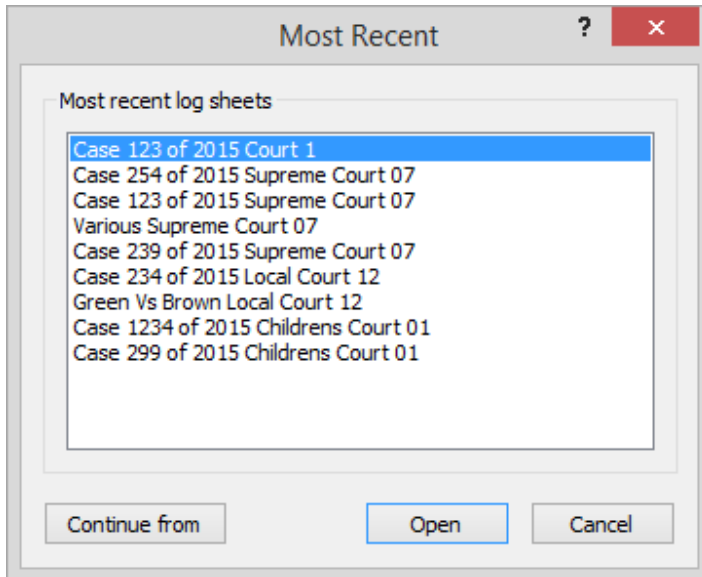 Most Recent
?
Most recent log sheets
Case 123 of 2015 Court 1
Case 254 of 2015 Supreme Court 07
Case 123 of 2015 Supreme Court 07
Various Supreme Court 07
Case 239 of 2015 Supreme Court 07
Case 234 of 2015 Local Court 12
Green Vs Brown Local Court 12
Case 1234 of 2015 Childrens Court 01
Case 299 of 2015 Childrens Court 01
Continue from
Open
Cancel